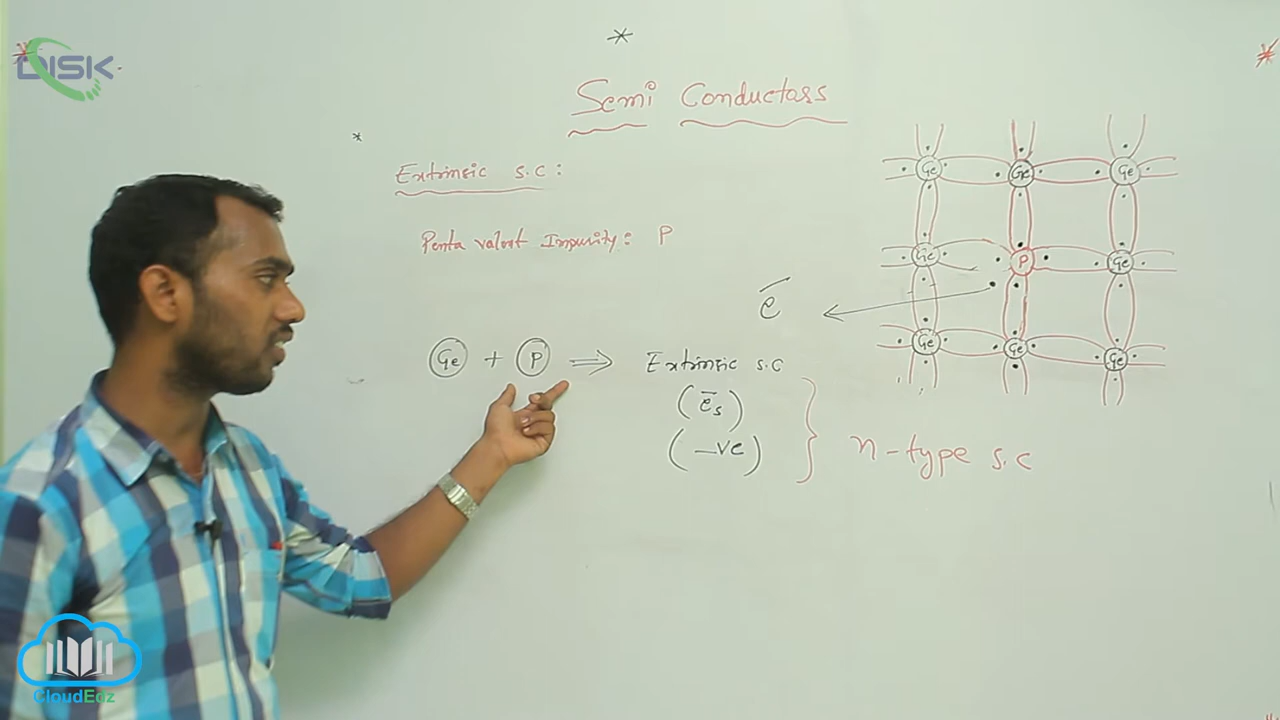 DISK
Semi Conductors
Extrinsic s.c :
Penta valent Impurity : P
Ge Ge Ge
Ge P Ge
Ge Ge Ge
e⁻
Ge + P ⇒ Extrinsic s.c
(e⁻s)
(-ve)
n-type s.c
CloudEdz